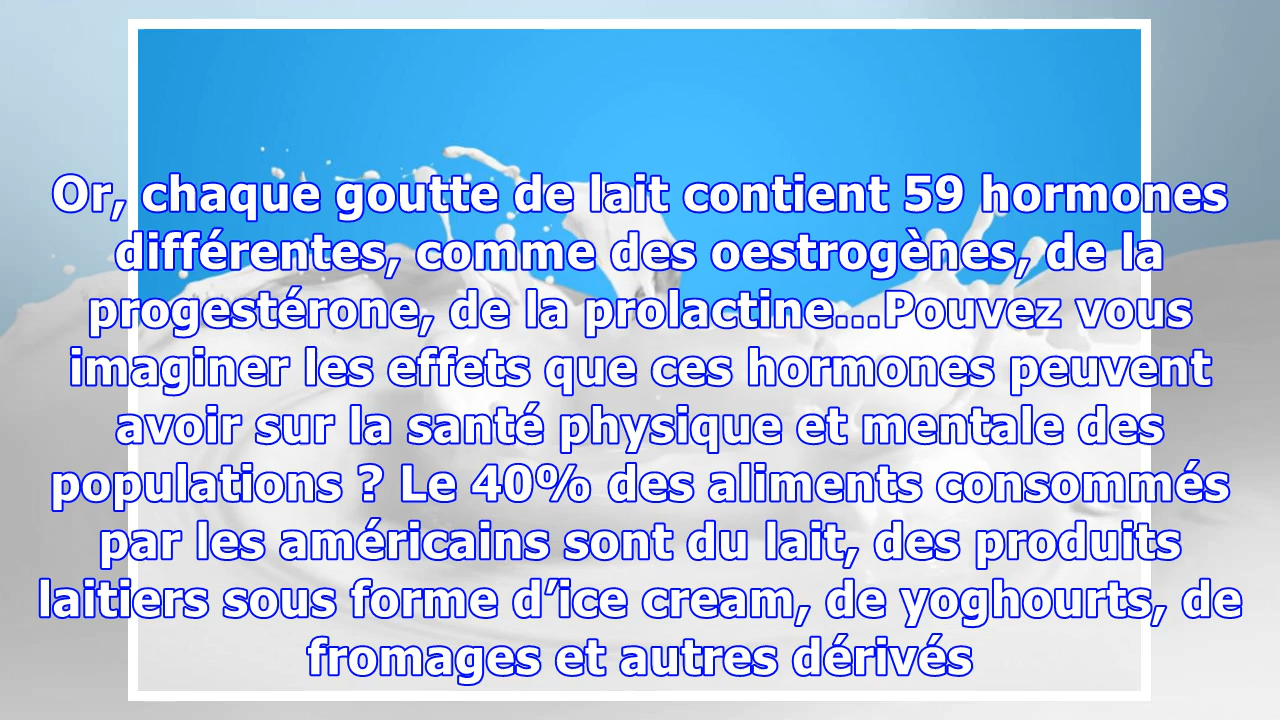 Or, chaque goutte de lait contient 59 hormones
différentes, comme des oestrogènes, de la
progestérone, de la prolactine...Pouvez vous
imaginer les effets que ces hormones peuvent
avoir sur la santé physique et mentale des
populations ? Le 40% des aliments consommés
par les américains sont du lait, des produits
laitiers sous forme d’ice cream, de yoghourts, de
fromages et autres dérivés